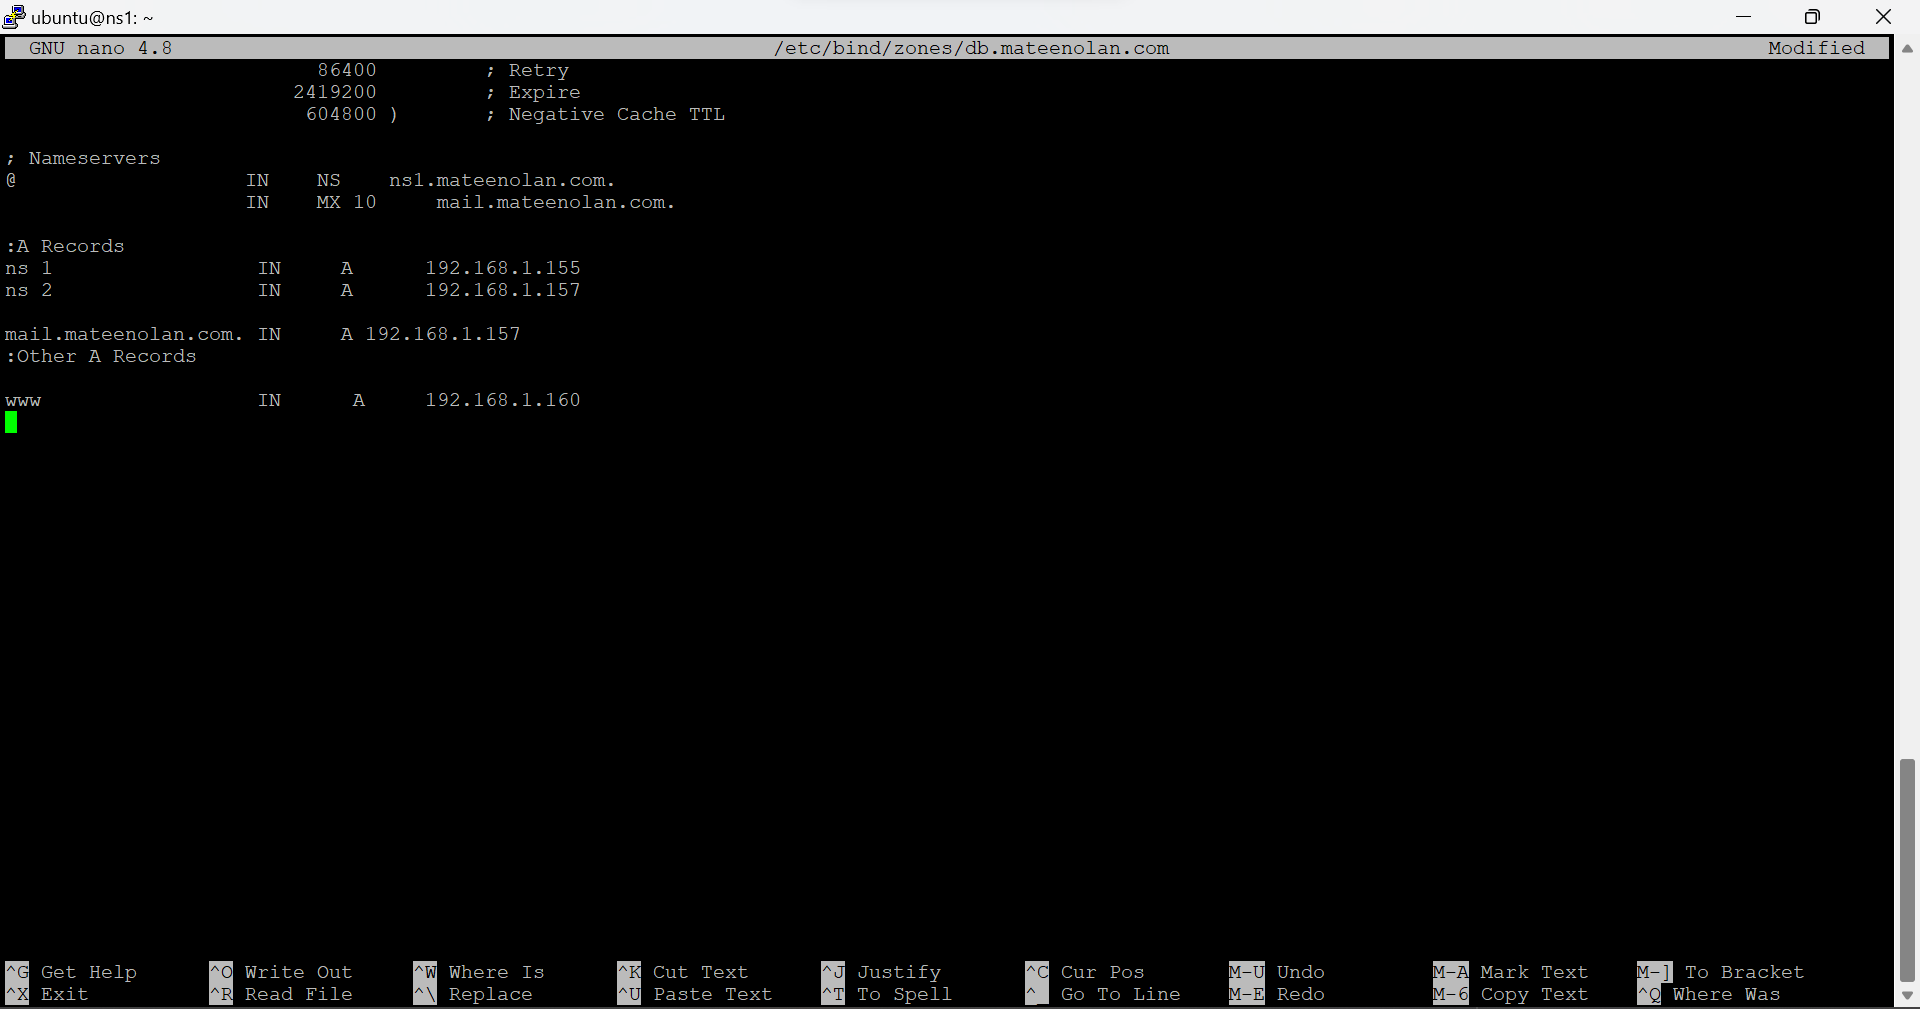 ubuntu@ns1: ~
GNU nano 4.8 /etc/bind/zones/db.mateenolan.com Modified
86400 ; Retry
2419200 ; Expire
604800 ) ; Negative Cache TTL
; Nameservers
@ IN NS ns1.mateenolan.com.
IN MX 10 mail.mateenolan.com.
:A Records
ns 1 IN A 192.168.1.155
ns 2 IN A 192.168.1.157
mail.mateenolan.com. IN A 192.168.1.157
:Other A Records
www IN A 192.168.1.160
^G Get Help ^O Write Out ^W Where Is ^K Cut Text ^J Justify ^C Cur Pos M-U Undo M-A Mark Text M-] To Bracket
^X Exit ^R Read File ^\ Replace ^U Paste Text ^T To Spell ^_ Go To Line M-E Redo M-6 Copy Text ^Q Where Was